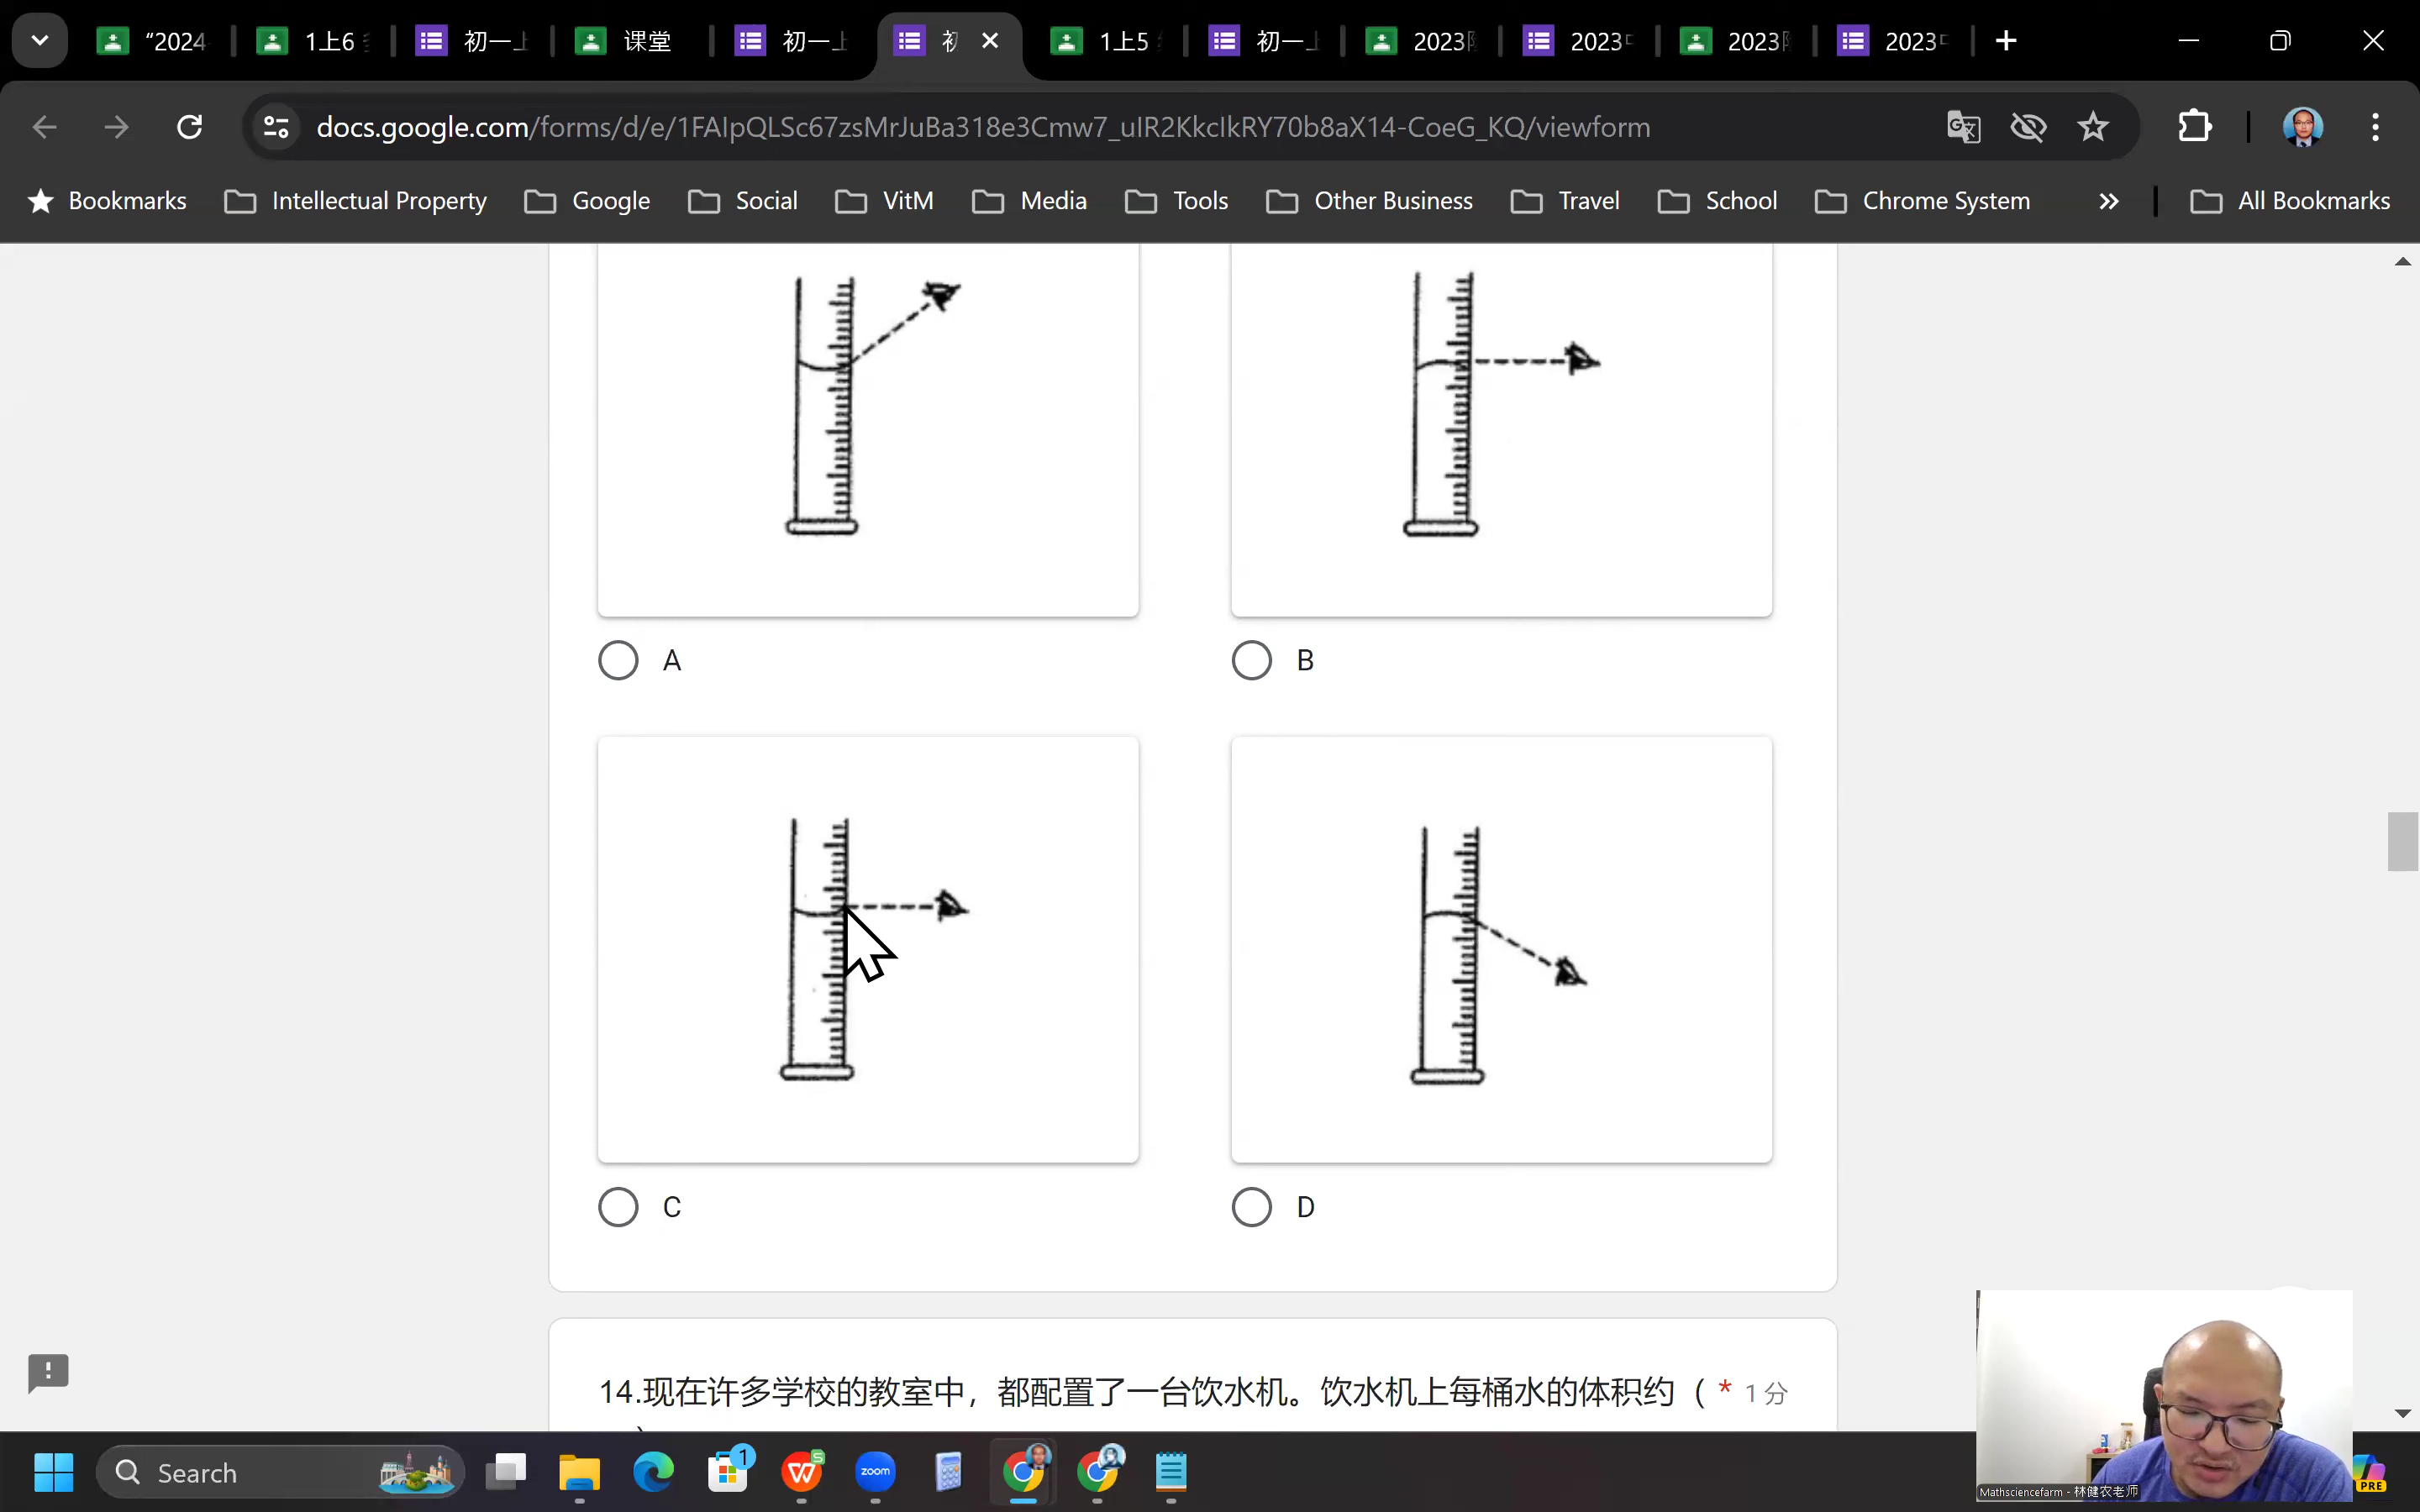 "2024
1上6
初一上
课堂
初一上
初
1上5
初一
2023
2023
2023
2023
docs.google.com/forms/d/e/1FAIpQLSc67zsMrJuBa318e3Cmw7_uIR2KkcIkRY70b8aX14-CoeG_KQ/viewform
Bookmarks
Intellectual Property
Google
Social
VitM
Media
Tools
Other Business
Travel
School
Chrome System
All Bookmarks
A
B
C
D
14.现在许多学校的教室中，都配置了一台饮水机。饮水机上每桶水的体积约（ * 1 分
Mathsciencefarm - 林健农老师
Search
1
zoom
PRE